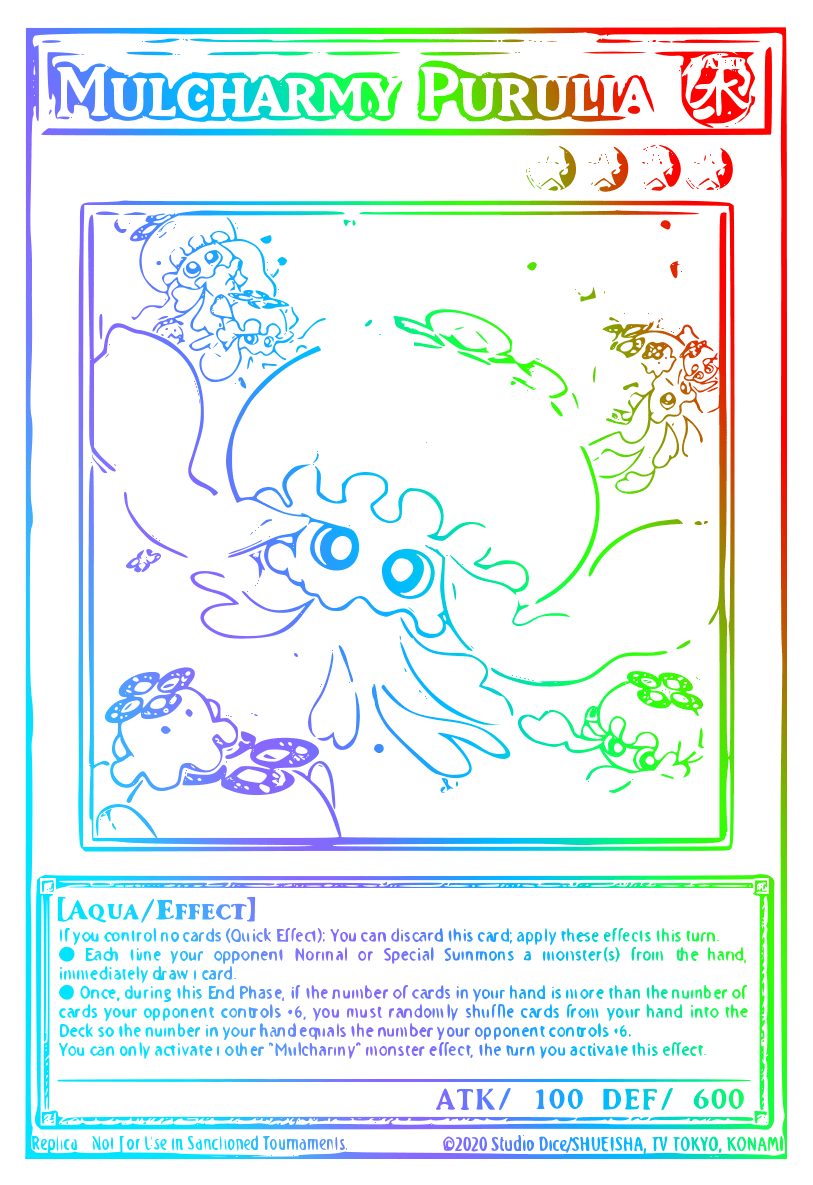 MULCHARMY PURULIA
WATER
[AQUA/EFFECT]
If you control no cards (Quick Effect): You can discard this card; apply these effects this turn.
● Each time your opponent Normal or Special Summons a monster(s) from the hand,
immediately draw 1 card.
● Once, during this End Phase, if the number of cards in your hand is more than the number of
cards your opponent controls +6, you must randomly shuffle cards from your hand into the
Deck so the number in your hand equals the number your opponent controls +6.
You can only activate 1 other "Mulcharmy" monster effect, the turn you activate this effect.
ATK/ 100 DEF/ 600
Replica Not For Use in Sanctioned Tournaments.
©2020 Studio Dice/SHUEISHA, TV TOKYO, KONAMI